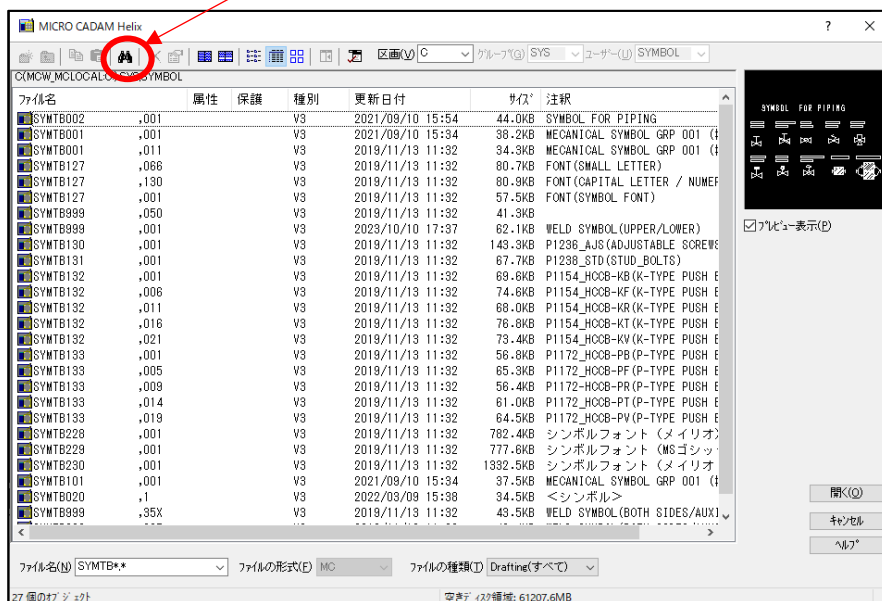 MICRO CADAM Helix
区画(V) C グループ(G) SYS ユーザー(U) SYMBOL
C(MCW_MCLOCAL:C) SYS SYMBOL
ファイル名 属性 保護 種別 更新日付 サイズ 注釈
SYMTB002 ,001 V3 2021/09/10 15:54 44.0KB SYMBOL FOR PIPING
SYMTB001 ,001 V3 2021/09/10 15:34 38.2KB MECANICAL SYMBOL GRP 001 (
SYMTB001 ,011 V3 2019/11/13 11:32 34.3KB MECANICAL SYMBOL GRP 001 (
SYMTB127 ,066 V3 2019/11/13 11:32 80.7KB FONT(SMALL LETTER)
SYMTB127 ,130 V3 2019/11/13 11:32 80.9KB FONT(CAPITAL LETTER / NUMER
SYMTB127 ,001 V3 2019/11/13 11:32 57.5KB FONT(SYMBOL FONT)
SYMTB999 ,050 V3 2019/11/13 11:32 41.3KB
SYMTB999 ,001 V3 2023/10/10 17:37 62.1KB WELD SYMBOL(UPPER/LOWER)
SYMTB130 ,001 V3 2019/11/13 11:32 143.3KB P1236_AJS(ADJUSTABLE SCREWS
SYMTB131 ,001 V3 2019/11/13 11:32 67.7KB P1238_STD(STUD_BOLTS)
SYMTB132 ,001 V3 2019/11/13 11:32 69.6KB P1154_HCCB-KB(K-TYPE PUSH B
SYMTB132 ,006 V3 2019/11/13 11:32 74.6KB P1154_HCCB-KF(K-TYPE PUSH B
SYMTB132 ,011 V3 2019/11/13 11:32 68.0KB P1154_HCCB-KR(K-TYPE PUSH B
SYMTB132 ,016 V3 2019/11/13 11:32 76.8KB P1154_HCCB-KT(K-TYPE PUSH B
SYMTB132 ,021 V3 2019/11/13 11:32 73.4KB P1154_HCCB-KV(K-TYPE PUSH B
SYMTB133 ,001 V3 2019/11/13 11:32 56.8KB P1172_HCCB-PB(P-TYPE PUSH B
SYMTB133 ,005 V3 2019/11/13 11:32 65.3KB P1172_HCCB-PF(P-TYPE PUSH B
SYMTB133 ,009 V3 2019/11/13 11:32 56.4KB P1172-HCCB-PR(P-TYPE PUSH B
SYMTB133 ,014 V3 2019/11/13 11:32 61.0KB P1172_HCCB-PT(P-TYPE PUSH B
SYMTB133 ,019 V3 2019/11/13 11:32 64.5KB P1172_HCCB-PV(P-TYPE PUSH B
SYMTB228 ,001 V3 2019/11/13 11:32 782.4KB シンボルフォント (メイリオ)
SYMTB229 ,001 V3 2019/11/13 11:32 777.6KB シンボルフォント (MSゴシッ
SYMTB230 ,001 V3 2019/11/13 11:32 1332.5KB シンボルフォント (メイリオ
SYMTB101 ,001 V3 2021/09/10 15:34 37.5KB MECANICAL SYMBOL GRP 001 (
SYMTB020 ,1 V3 2022/03/09 15:38 34.5KB <シンボル>
SYMTB999 ,35X V3 2019/11/13 11:32 43.5KB WELD SYMBOL(BOTH SIDES/AUX1
SYMBOL FOR PIPING
プレビュー表示(P)
開く(O)
キャンセル
ヘルプ
ファイル名(N) SYMTB*,* ファイルの形式(F) MC ファイルの種類(T) Drafting(すべて)
27 個のオブジェクト 空きディスク領域: 61207.6MB